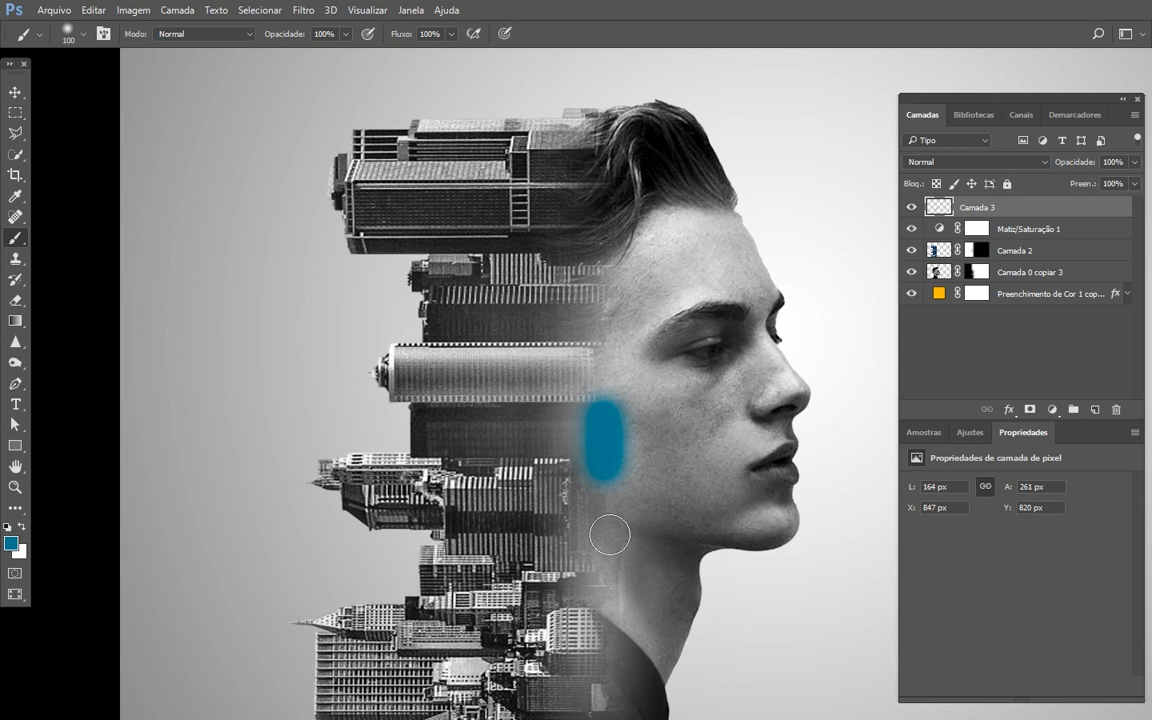 Ps Arquivo Editar Imagem Camada Texto Selecionar Filtro 3D Visualizar Janela Ajuda
100 Modo: Normal Opacidade: 100% Fluxo: 100%
Camadas Bibliotecas Canais Demarcadores
Tipo
Normal Opacidade: 100%
Bloq.: Preen.: 100%
Camada 3
Matiz/Saturação 1
Camada 2
Camada 0 copiar 3
Preenchimento de Cor 1 cop... fx
fx
Amostras Ajustes Propriedades
Propriedades de camada de pixel
L: 164 px A: 261 px
X: 847 px Y: 820 px